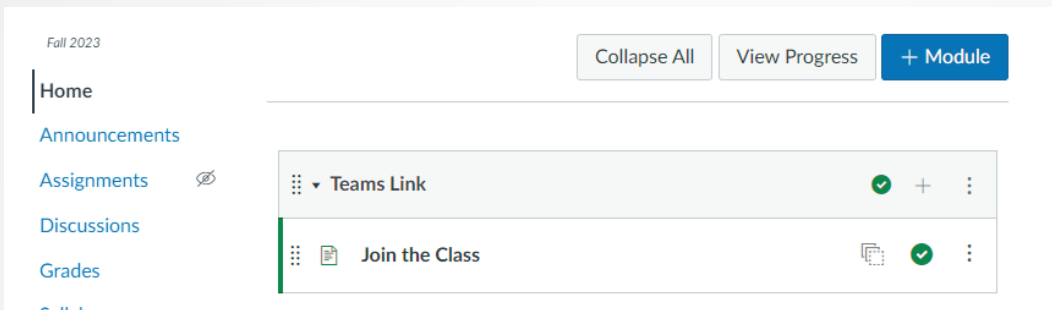 Fall 2023
Collapse All
View Progress
+ Module
Home
Announcements
Assignments
Discussions
Grades
Teams Link
Join the Class